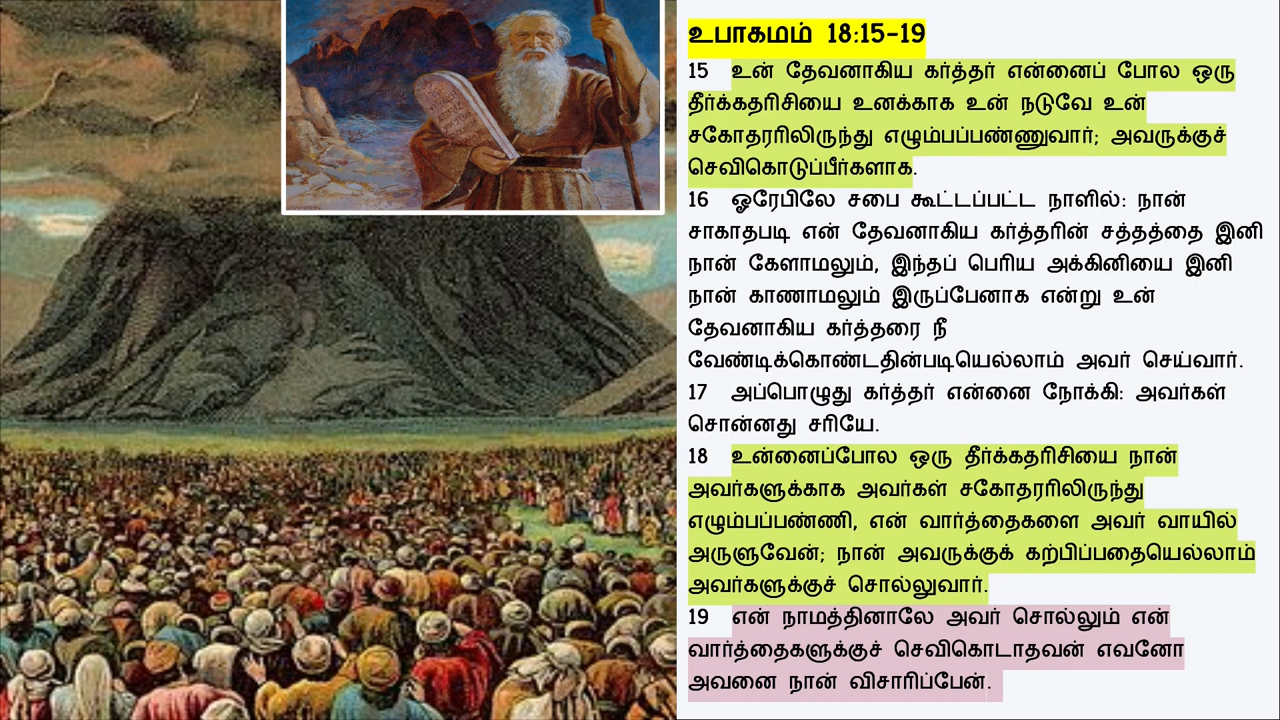 உபாகமம் 18:15-19
15 உன் தேவனாகிய கர்த்தர் என்னைப் போல ஒரு
தீர்க்கதரிசியை உனக்காக உன் நடுவே உன்
சகோதரரிலிருந்து எழும்பப்பண்ணுவார்; அவருக்குச்
செவிகொடுப்பீர்களாக.
16 ஓரேபிலே சபை கூட்டப்பட்ட நாளில்: நான்
சாகாதபடி என் தேவனாகிய கர்த்தரின் சத்தத்தை இனி
நான் கேளாமலும், இந்தப் பெரிய அக்கினியை இனி
நான் காணாமலும் இருப்பேனாக என்று உன்
தேவனாகிய கர்த்தரை நீ
வேண்டிக்கொண்டதின்படியெல்லாம் அவர் செய்வார்.
17 அப்பொழுது கர்த்தர் என்னை நோக்கி: அவர்கள்
சொன்னது சரியே.
18 உன்னைப்போல ஒரு தீர்க்கதரிசியை நான்
அவர்களுக்காக அவர்கள் சகோதரரிலிருந்து
எழும்பப்பண்ணி, என் வார்த்தைகளை அவர் வாயில்
அருளுவேன்; நான் அவருக்குக் கற்பிப்பதையெல்லாம்
அவர்களுக்குச் சொல்லுவார்.
19 என் நாமத்தினாலே அவர் சொல்லும் என்
வார்த்தைகளுக்குச் செவிகொடாதவன் எவனோ
அவனை நான் விசாரிப்பேன்.